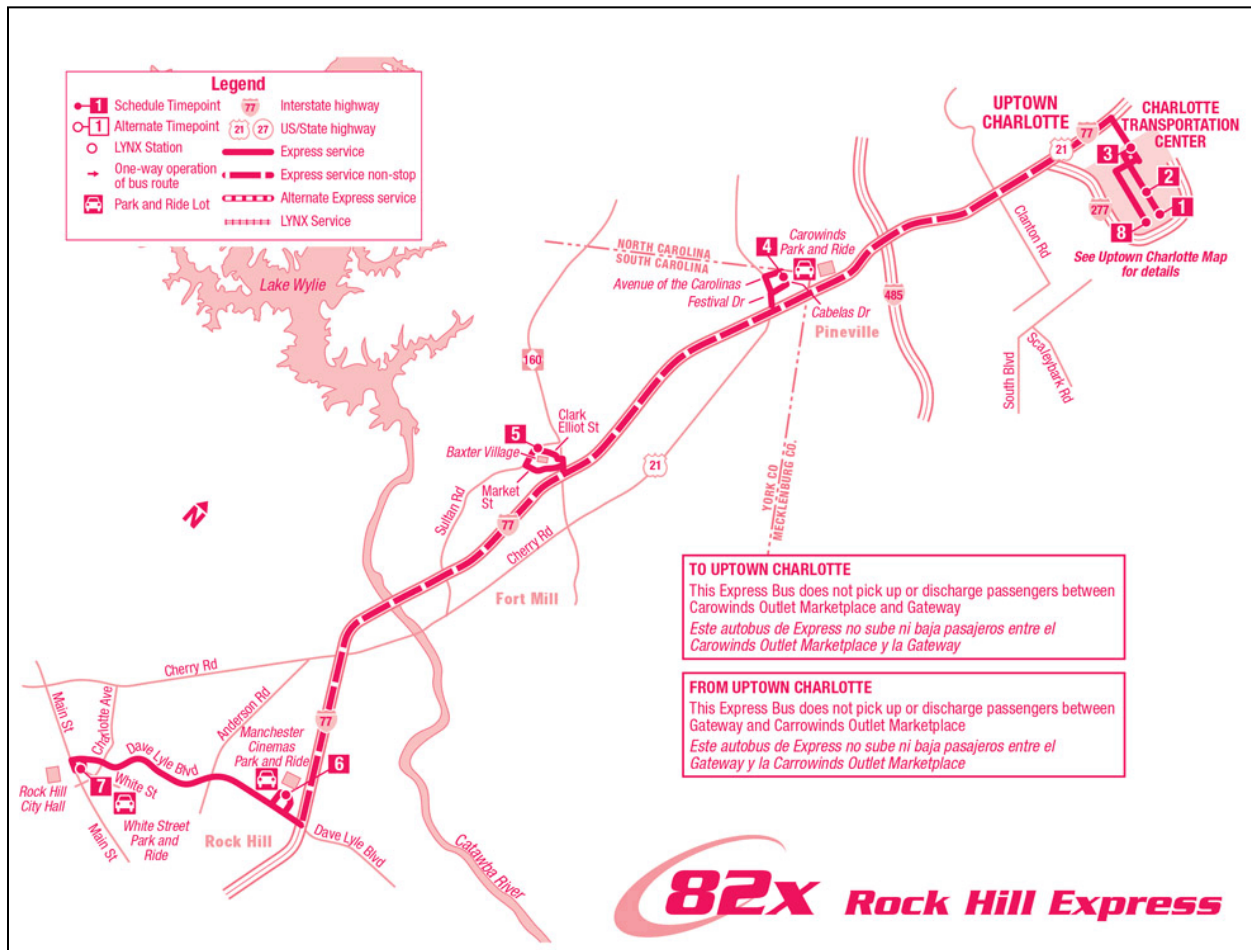 Legend
1 Schedule Timepoint
1 Alternate Timepoint
LYNX Station
One-way operation
of bus route
Park and Ride Lot
77 Interstate highway
21 27 US/State highway
Express service
Express service non-stop
Alternate Express service
LYNX Service
UPTOWN
CHARLOTTE
CHARLOTTE
TRANSPORTATION
CENTER
77
21
3
2
1
8
277
See Uptown Charlotte Map
for details
Clanton Rd
South Blvd
Scaleybark Rd
485
NORTH CAROLINA
SOUTH CAROLINA
4
Carowinds
Park and Ride
Avenue of the Carolinas
Festival Dr
Cabelas Dr
Pineville
Lake Wylie
160
5
Clark
Elliot St
Baxter Village
Market
St
Sultan Rd
77
21
Cherry Rd
YORK CO
MECKLENBURG CO.
N
Fort Mill
TO UPTOWN CHARLOTTE
This Express Bus does not pick up or discharge passengers between
Carowinds Outlet Marketplace and Gateway
Este autobus de Express no sube ni baja pasajeros entre el
Carowinds Outlet Marketplace y la Gateway
FROM UPTOWN CHARLOTTE
This Express Bus does not pick up or discharge passengers between
Gateway and Carrowinds Outlet Marketplace
Este autobus de Express no sube ni baja pasajeros entre el
Gateway y la Carrowinds Outlet Marketplace
Cherry Rd
Main St
Charlotte Ave
Anderson Rd
77
Manchester
Cinemas
Park and Ride
6
Dave Lyle Blvd
White St
7
Rock Hill
City Hall
Main St
White Street
Park and
Ride
Rock Hill
Dave Lyle Blvd
Catawba River
82x Rock Hill Express